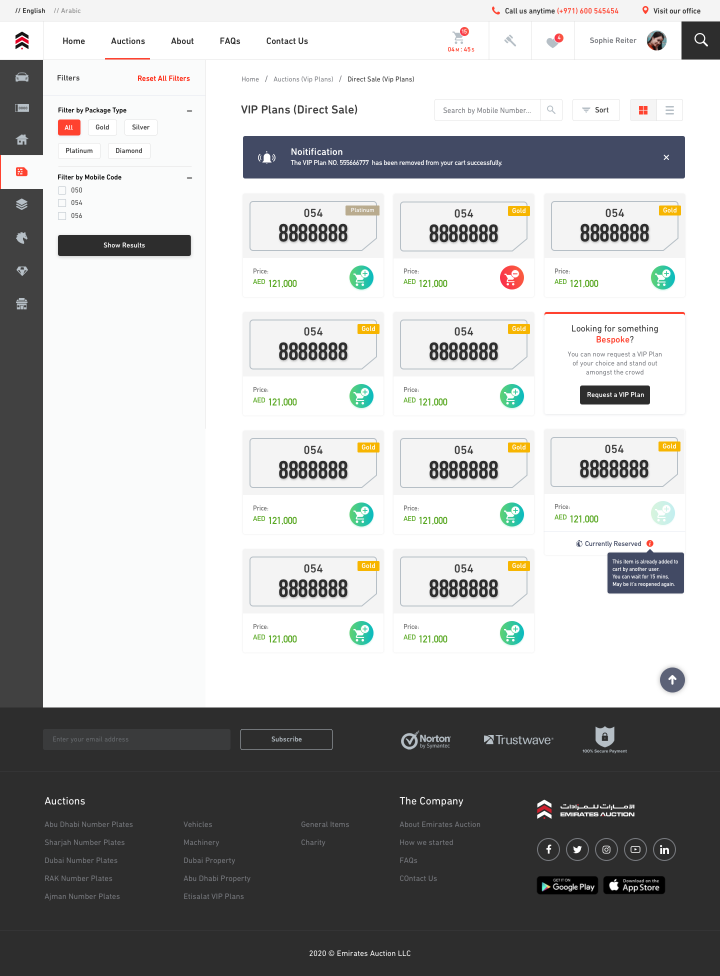 // English // Arabic
Call us anytime (+971) 600 545454
Visit our office
Home Auctions About FAQs Contact Us
15
04M : 45 s
4
Sophie Reiter
Filters Reset All Filters
Filter by Package Type
All Gold Silver
Platinum Diamond
Filter by Mobile Code
050
054
056
Show Results
Home / Auctions (Vip Plans) / Direct Sale (Vip Plans)
VIP Plans (Direct Sale)
Search by Mobile Number...
Sort
Noitification
The VIP Plan NO. 555666777 has been removed from your cart successfully.
Platinum
054
8888888
Price:
AED 121,000
Gold
054
8888888
Price:
AED 121,000
Gold
054
8888888
Price:
AED 121,000
Gold
054
8888888
Price:
AED 121,000
Gold
054
8888888
Price:
AED 121,000
Looking for something
Bespoke?
You can now request a VIP Plan
of your choice and stand out
amongst the crowd
Request a VIP Plan
Gold
054
8888888
Price:
AED 121,000
Gold
054
8888888
Price:
AED 121,000
Gold
054
8888888
Price:
AED 121,000
Currently Reserved
This item is already added to
cart by another user.
You can wait for 15 mins,
May be it's reopened again.
Gold
054
8888888
Price:
AED 121,000
Gold
054
8888888
Price:
AED 121,000
Enter your email address
Subscribe
Norton
by Symantec
Trustwave
100% Secure Payment
Auctions
Abu Dhabi Number Plates
Sharjah Number Plates
Dubai Number Plates
RAK Number Plates
Ajman Number Plates
Vehicles
Machinery
Dubai Property
Abu Dhabi Property
Etisalat VIP Plans
General Items
Charity
The Company
About Emirates Auction
How we started
FAQs
COntact Us
الامارات للمزادات
EMIRATES AUCTION
GET IT ON
Google Play
Download on the
App Store
2020 © Emirates Auction LLC